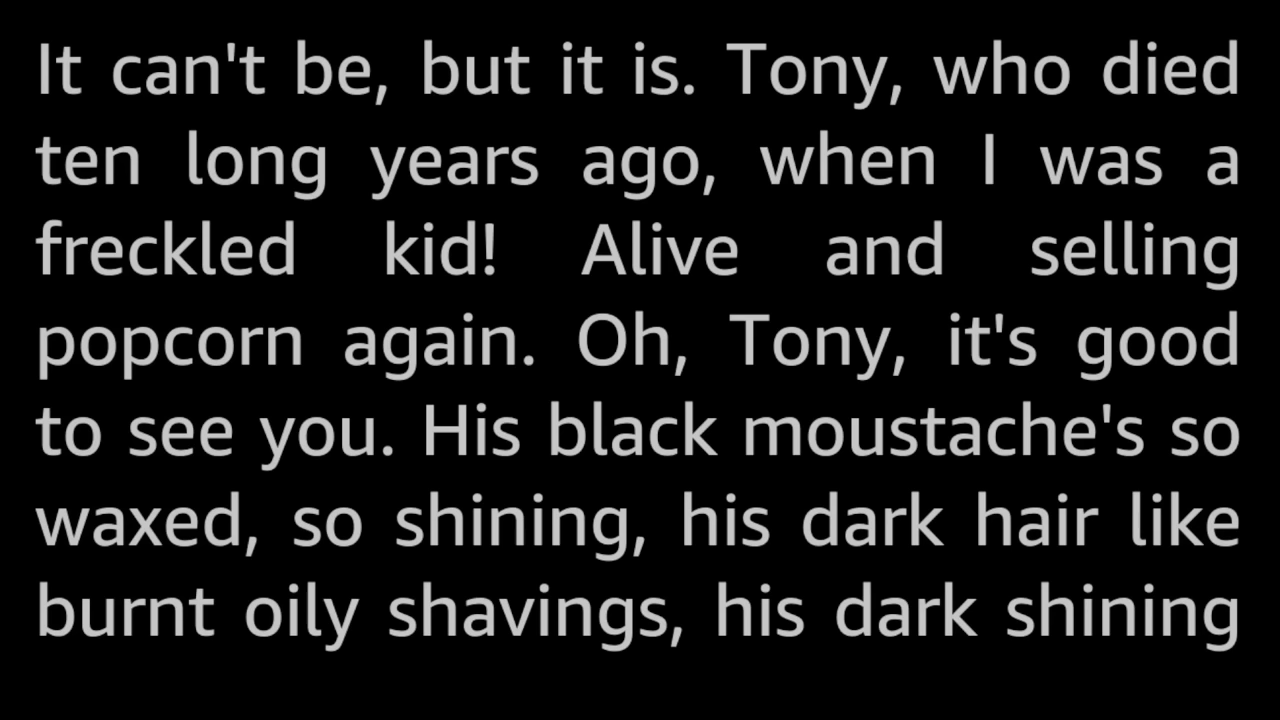 It can't be, but it is. Tony, who died
ten long years ago, when I was a
freckled kid! Alive and selling
popcorn again. Oh, Tony, it's good
to see you. His black moustache's so
waxed, so shining, his dark hair like
burnt oily shavings, his dark shining